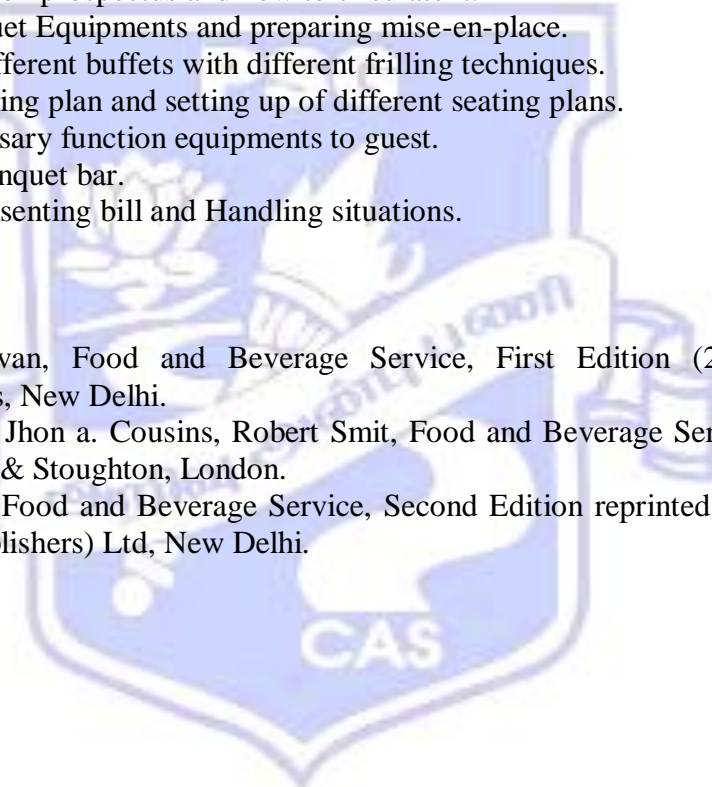 uet Equipments and preparing mise-en-place.
fferent buffets with different frilling techniques.
ing plan and setting up of different seating plans.
sary function equipments to guest.
nquet bar.
senting bill and Handling situations.
van, Food and Beverage Service, First Edition (2
s, New Delhi.
Jhon a. Cousins, Robert Smit, Food and Beverage Ser
& Stoughton, London.
Food and Beverage Service, Second Edition reprinted
blishers) Ltd, New Delhi.
CAS